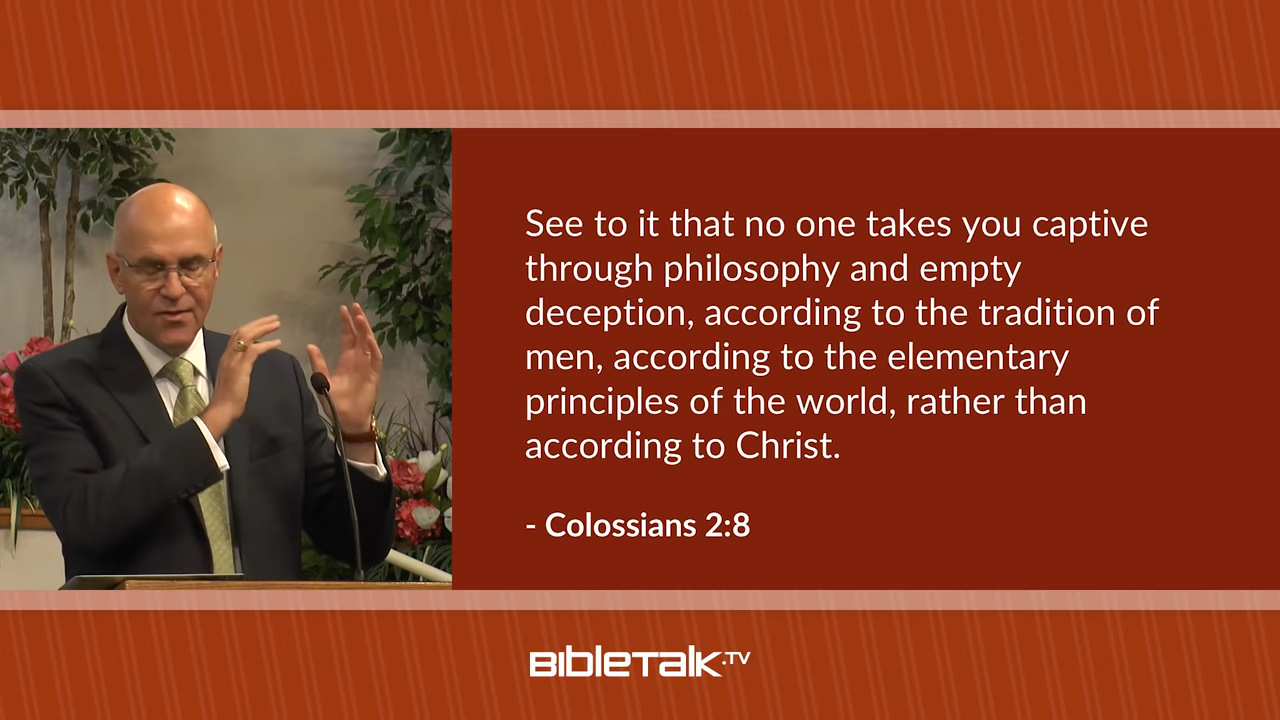 See to it that no one takes you captive
through philosophy and empty
deception, according to the tradition of
men, according to the elementary
principles of the world, rather than
according to Christ.
- Colossians 2:8
BIBLETALK.TV